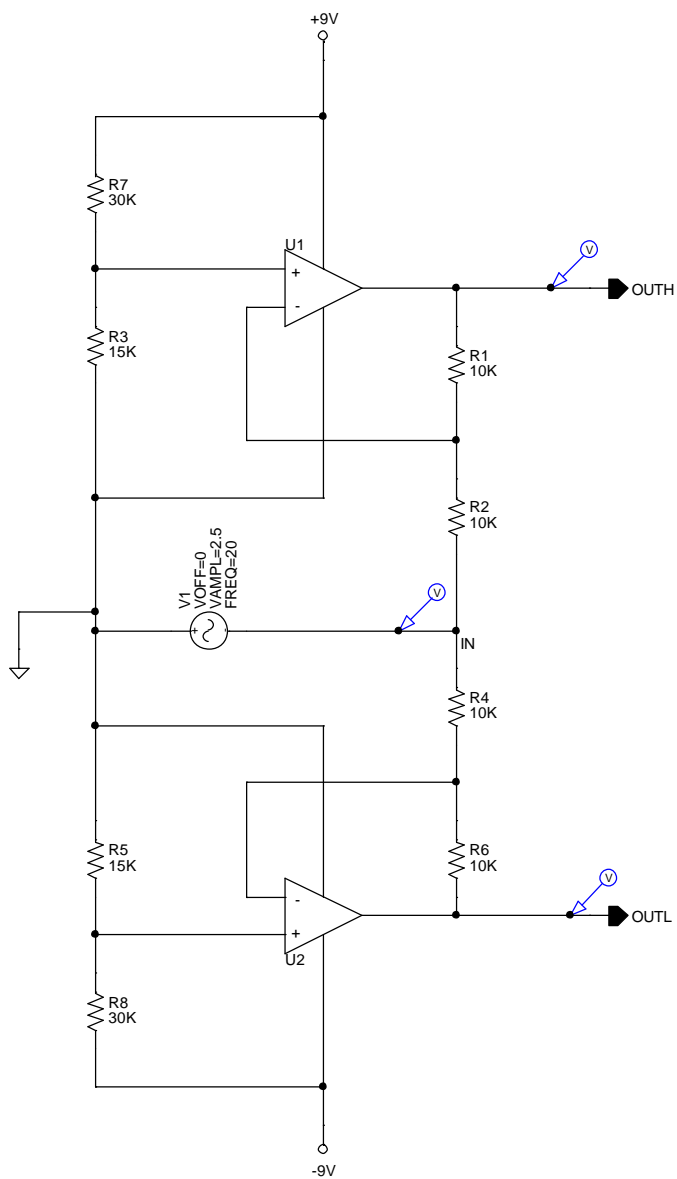 +9V
R7
30K
U1
+
-
V
OUTH
R3
15K
R1
10K
R2
10K
V1
VOFF=0
VAMPL=2.5
FREQ=20
+
-
V
IN
R4
10K
R5
15K
R6
10K
V
-
+
U2
OUTL
R8
30K
-9V